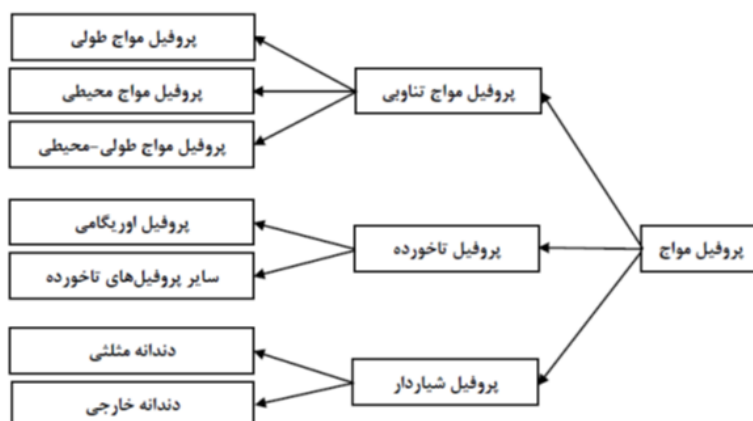 پروفیل مواج
پروفیل مواج تناوبی
پروفیل مواج طولی
پروفیل مواج محیطی
پروفیل مواج طولی-محیطی
پروفیل تاخورده
پروفیل اوریگامی
سایر پروفیل‌های تاخورده
پروفیل شیاردار
دندانه مثلثی
دندانه خارجی